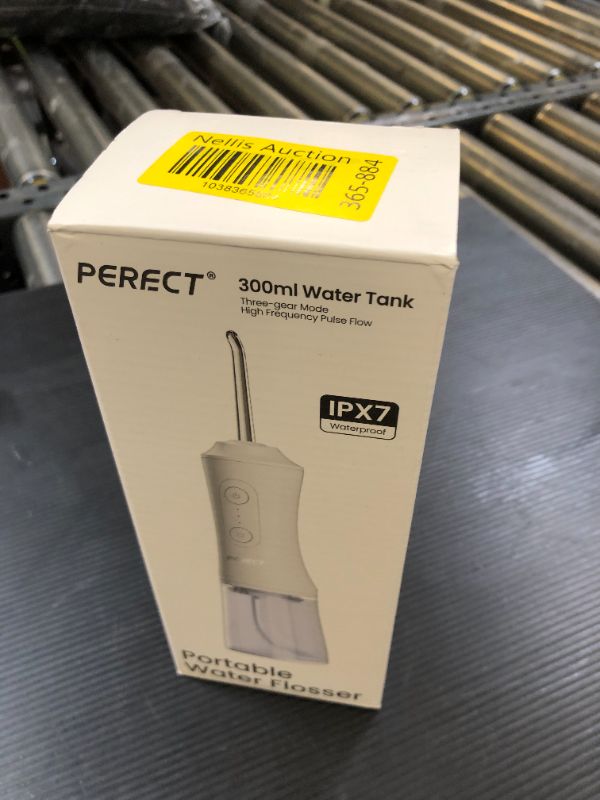 Nellis Auction
365-884
PERFCT®
300ml Water Tank
Three-gear Mode
High Frequency Pulse Flow
IPX7
Waterproof
Portable
Water Flosser